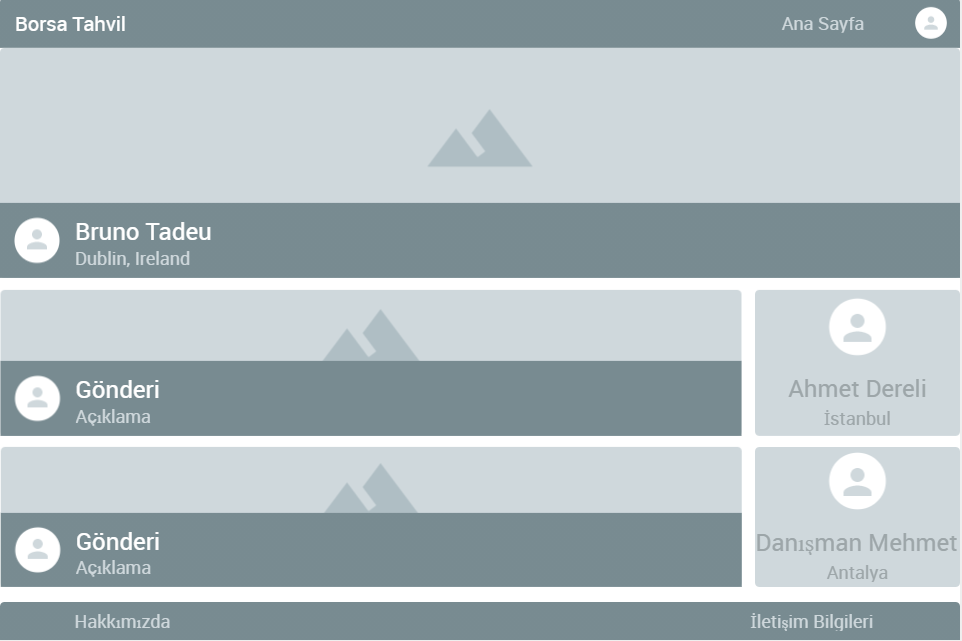 Borsa Tahvil
Ana Sayfa
Bruno Tadeu
Dublin, Ireland
Gönderi
Açıklama
Ahmet Dereli
İstanbul
Gönderi
Açıklama
Danışman Mehmet
Antalya
Hakkımızda
İletişim Bilgileri